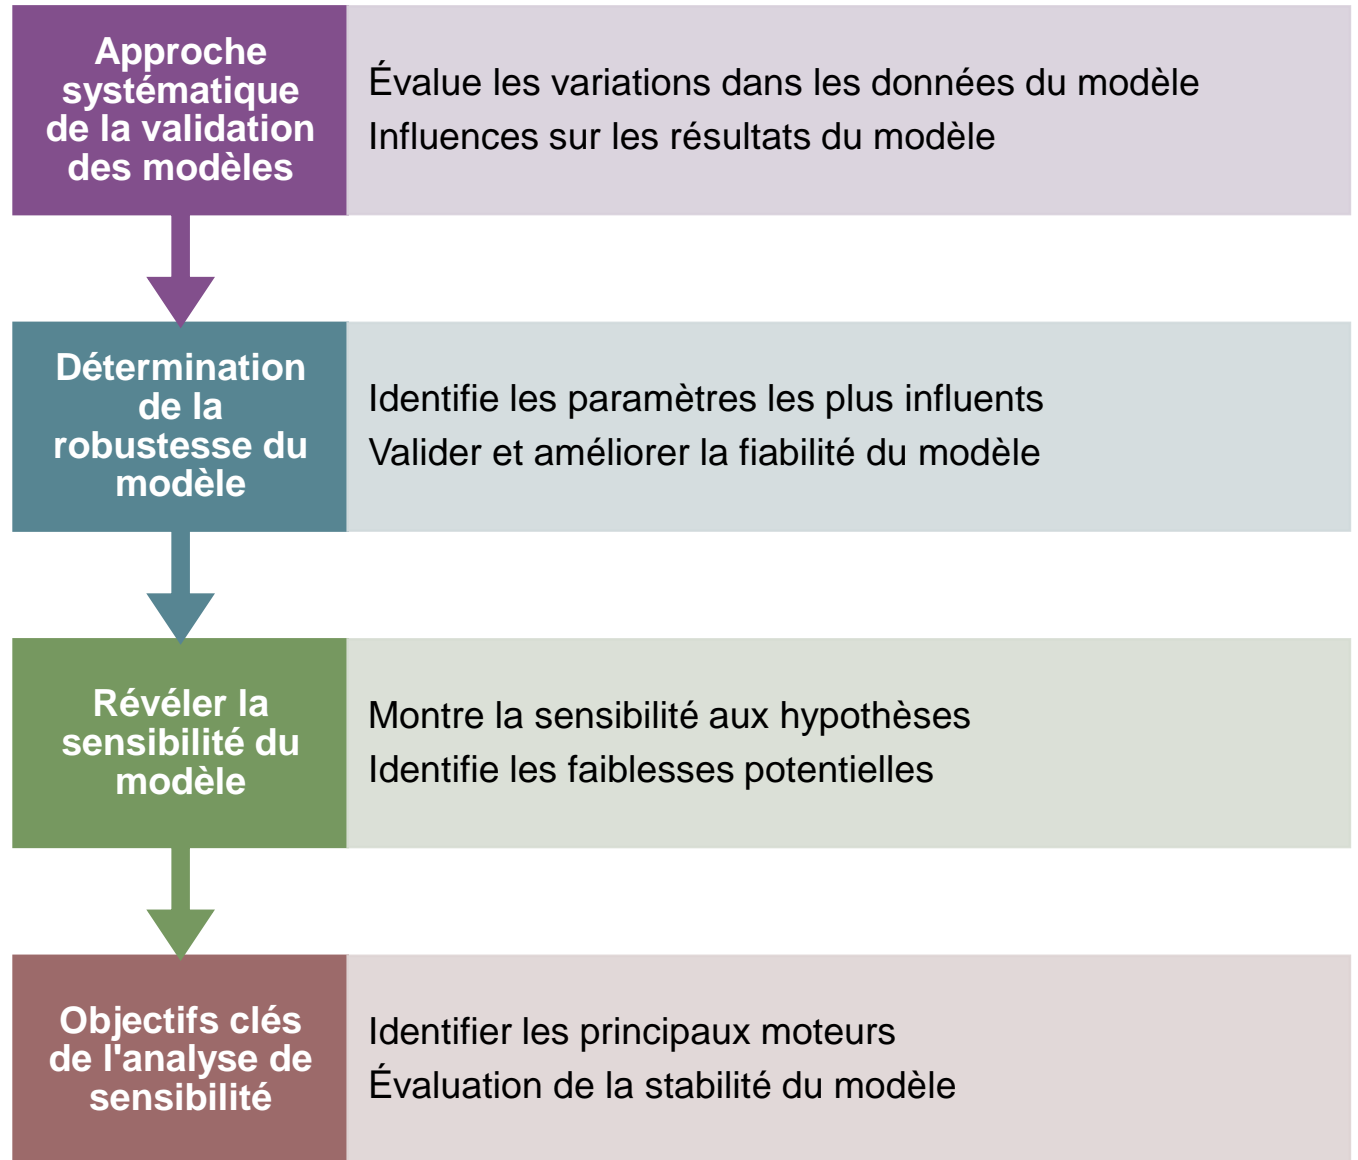 Approche
systématique
de la validation
des modèles
Évalue les variations dans les données du modèle
Influences sur les résultats du modèle
Détermination
de la
robustesse du
modèle
Identifie les paramètres les plus influents
Valider et améliorer la fiabilité du modèle
Révéler la
sensibilité du
modèle
Montre la sensibilité aux hypothèses
Identifie les faiblesses potentielles
Objectifs clés
de l'analyse de
sensibilité
Identifier les principaux moteurs
Évaluation de la stabilité du modèle